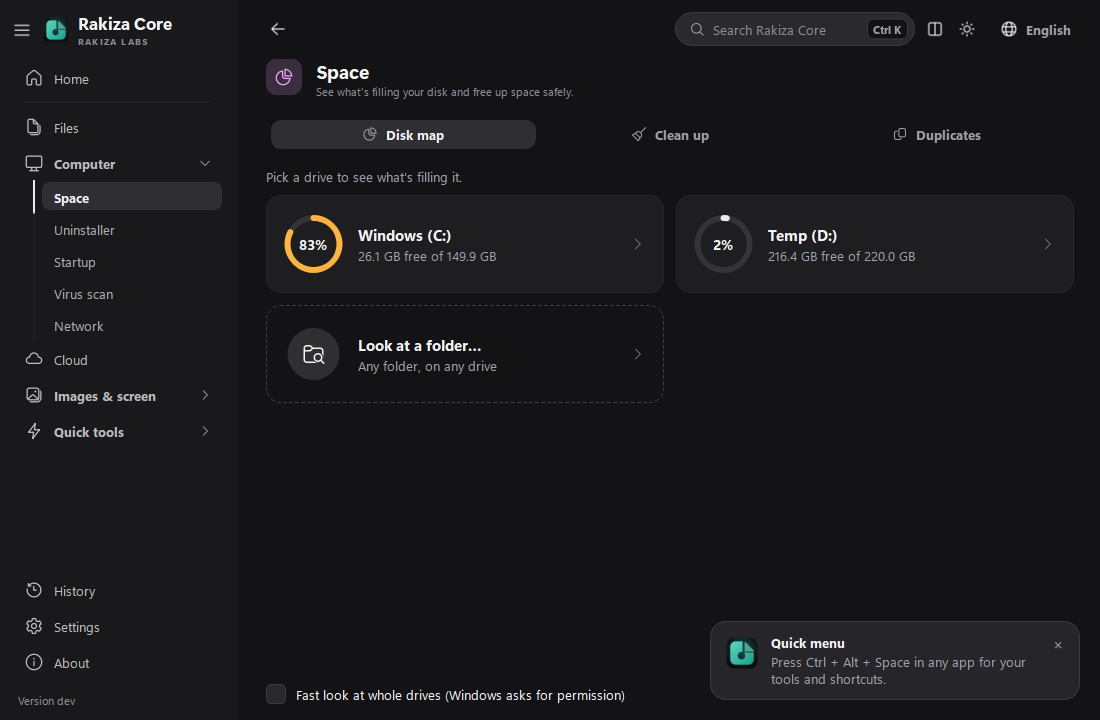 Rakiza Core
RAKIZA LABS
Home
Files
Computer
Space
Uninstaller
Startup
Virus scan
Network
Cloud
Images & screen
Quick tools
History
Settings
About
Version dev
Search Rakiza Core
Ctrl K
English
Space
See what's filling your disk and free up space safely.
Disk map
Clean up
Duplicates
Pick a drive to see what's filling it.
83%
Windows (C:)
26.1 GB free of 149.9 GB
2%
Temp (D:)
216.4 GB free of 220.0 GB
Look at a folder...
Any folder, on any drive
Fast look at whole drives (Windows asks for permission)
Quick menu
Press Ctrl + Alt + Space in any app for your
tools and shortcuts.